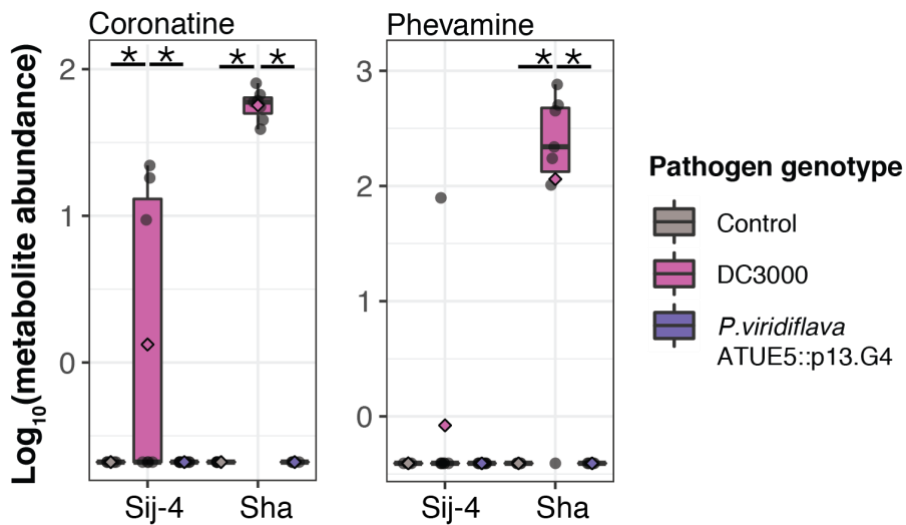 Coronatine
Phevamine
Log10(metabolite abundance)
* * * *
* *
2
1
0
3
2
1
0
Sij-4 Sha
Sij-4 Sha
Pathogen genotype
Control
DC3000
P.viridiflava
ATUE5::p13.G4